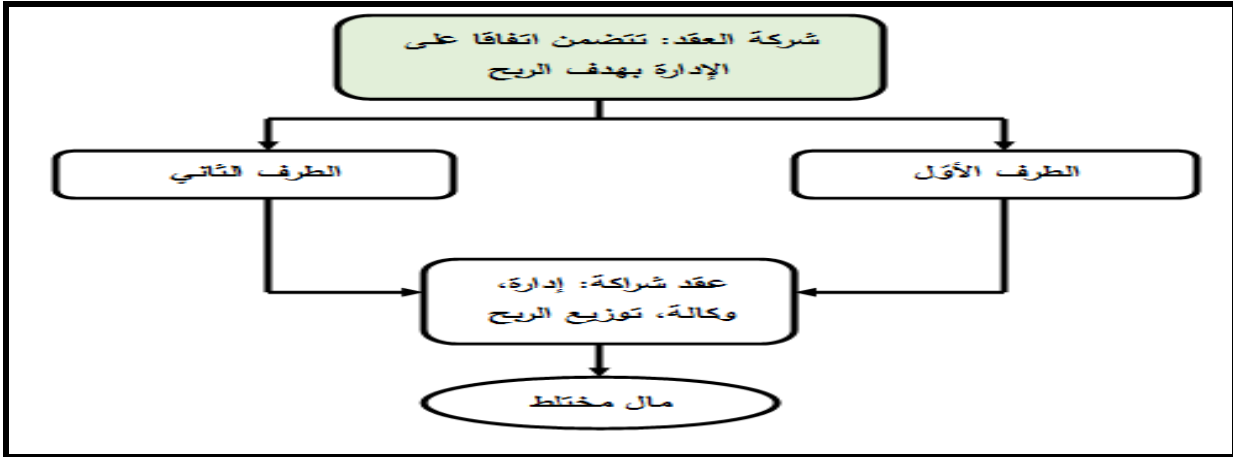 شركة العقد: تتضمن اتفاقا على
الإدارة بهدف الربح
الطرف الأوّل
الطرف الثاني
عقد شراكة: إدارة،
وكالة، توزيع الربح
مال مختلط